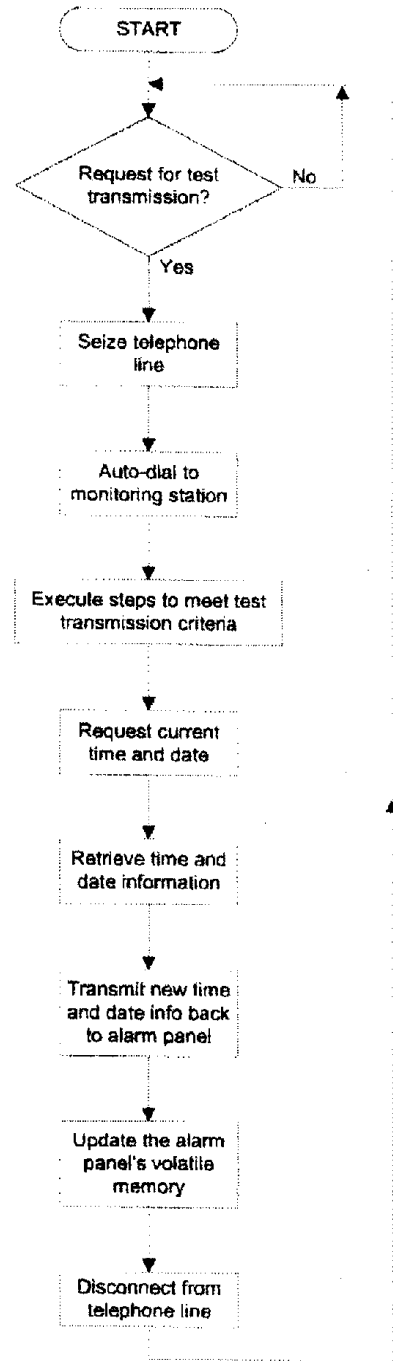 START
Request for test
transmission?
No
Yes
Seize telephone
line
Auto-dial to
monitoring station
Execute steps to meet test
transmission criteria
Request current
time and date
Retrieve time and
date information
Transmit new time
and date info back
to alarm panel
Update the alarm
panel's volatile
memory
Disconnect from
telephone line